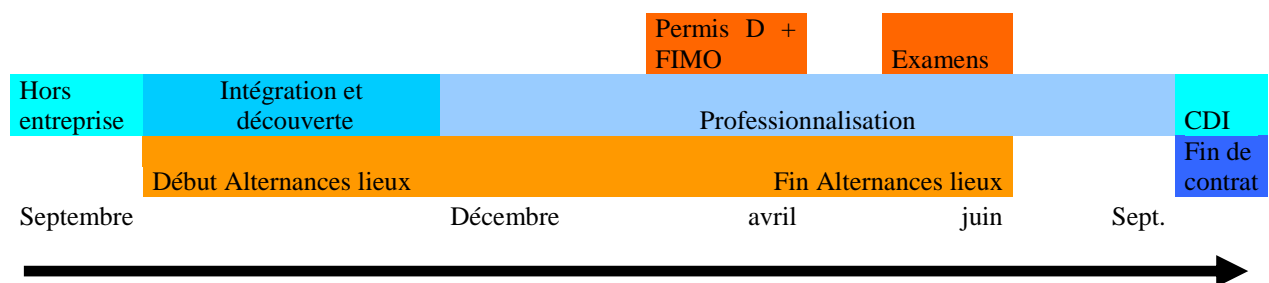 Permis D +
FIMO
Examens
Hors
entreprise
Intégration et
découverte
Professionnalisation
CDI
Début Alternances lieux
Fin Alternances lieux
Fin de
contrat
Septembre
Décembre
avril
juin
Sept.